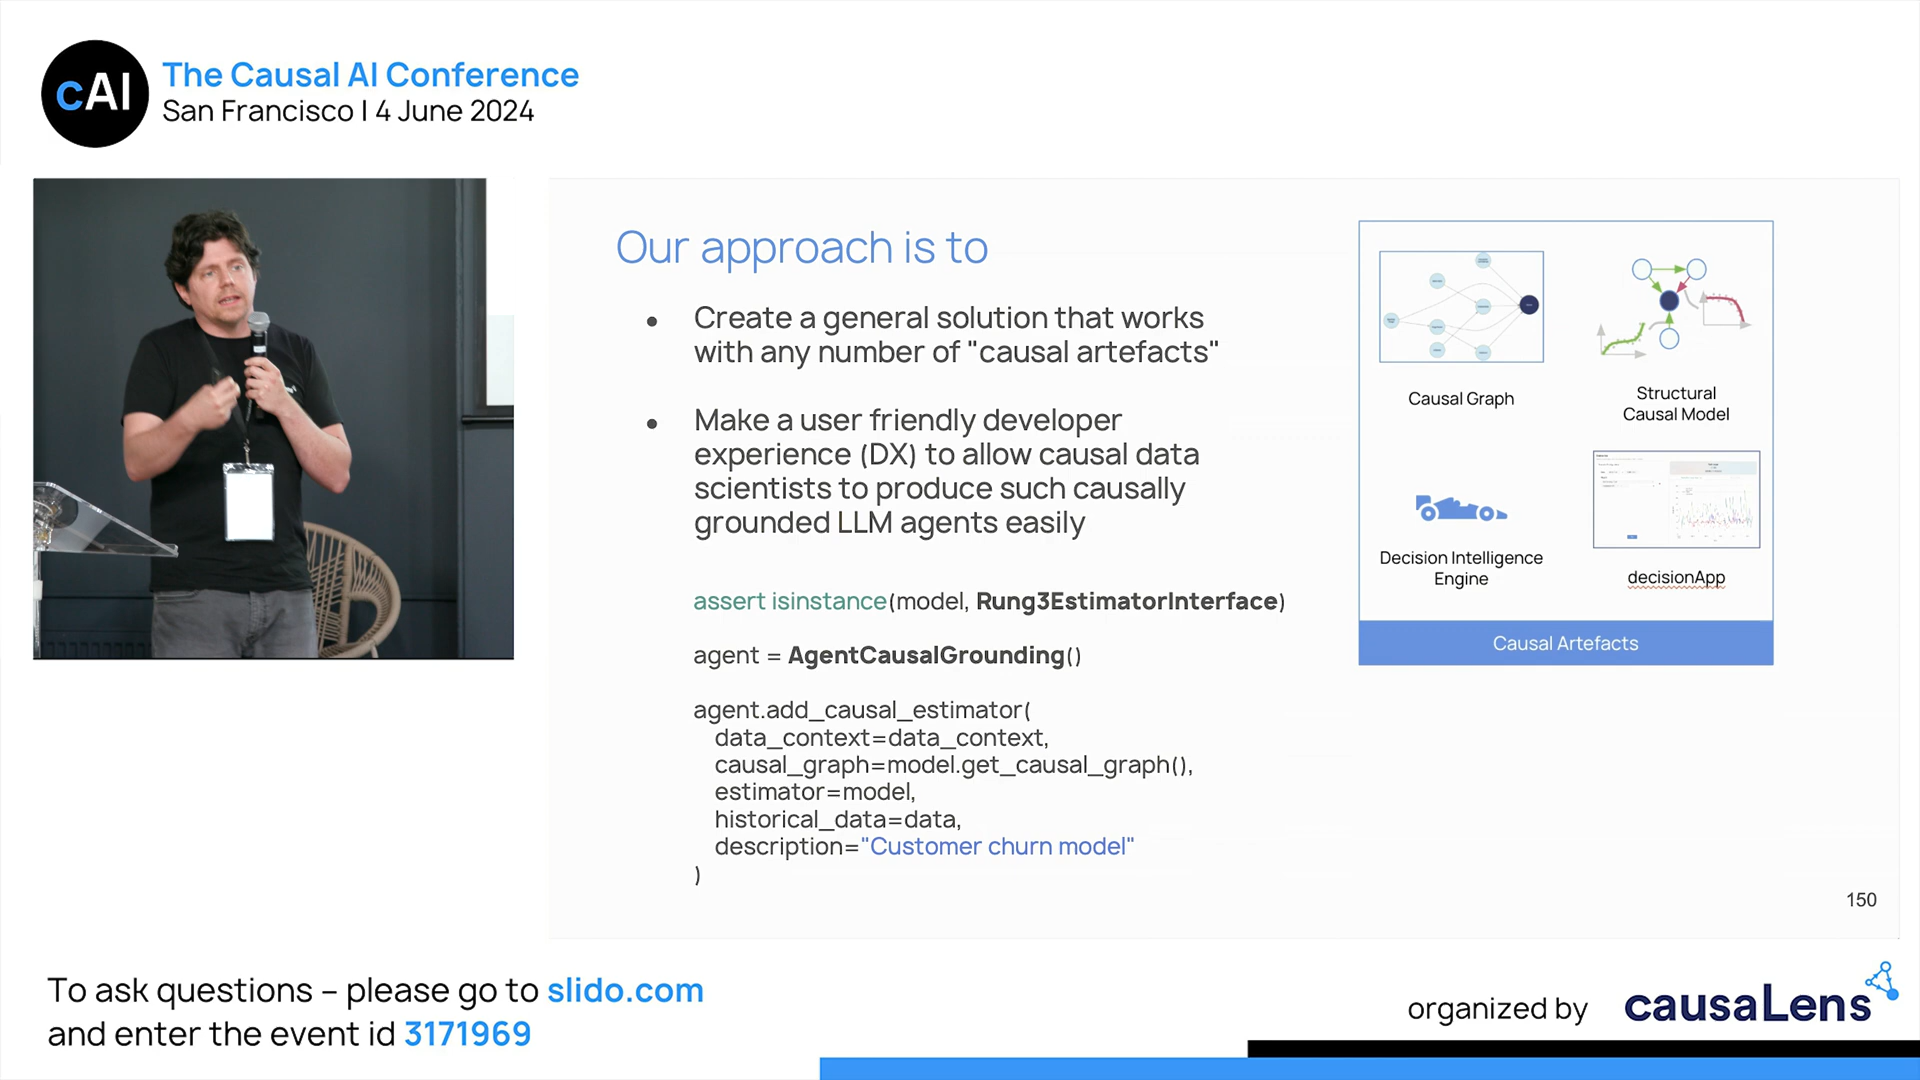 cAI
The Causal AI Conference
San Francisco | 4 June 2024
Our approach is to
• Create a general solution that works
with any number of "causal artefacts"
• Make a user friendly developer
experience (DX) to allow causal data
scientists to produce such causally
grounded LLM agents easily
assert isinstance(model, Rung3EstimatorInterface)
agent = AgentCausalGrounding()
agent.add_causal_estimator(
data_context=data_context,
causal_graph=model.get_causal_graph(),
estimator=model,
historical_data=data,
description="Customer churn model"
)
Causal Graph
Structural
Causal Model
Decision Intelligence
Engine
decisionApp
Causal Artefacts
150
To ask questions – please go to slido.com
and enter the event id 3171969
organized by causaLens